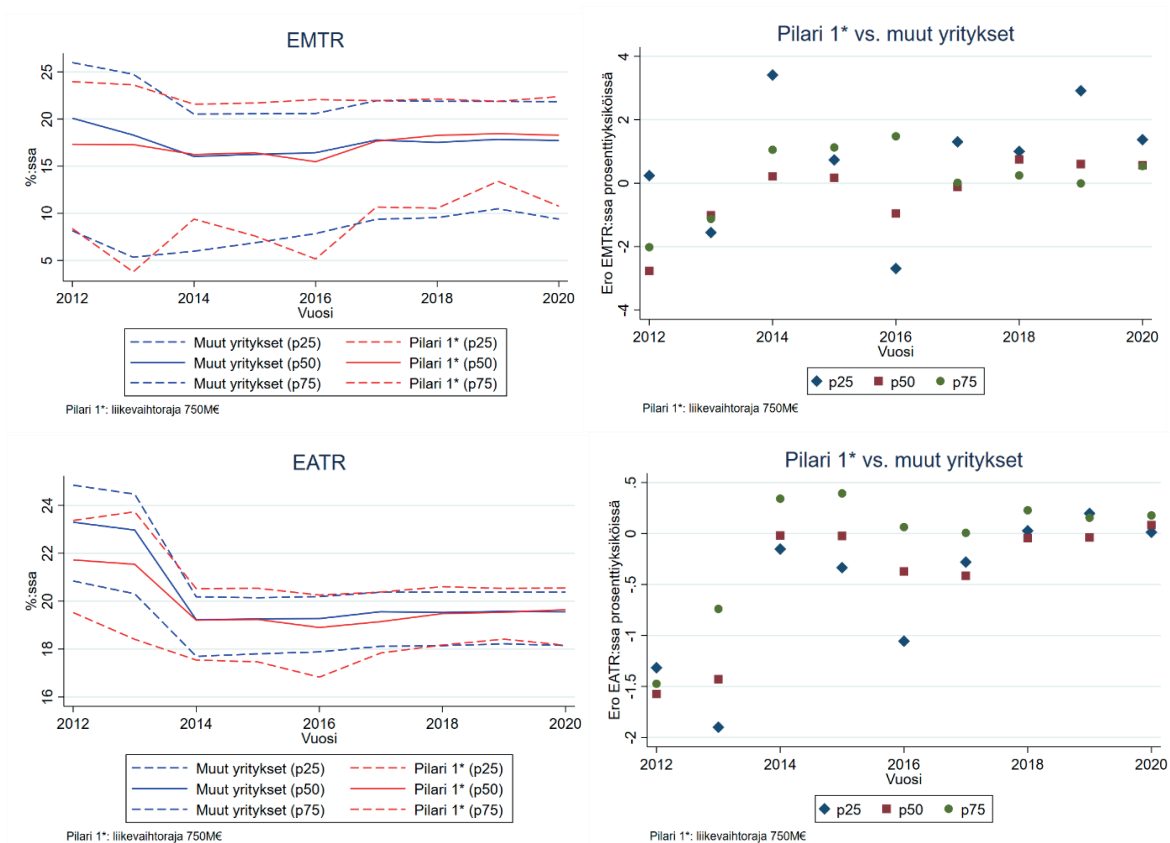 EMTR
%:ssa
25
20
15
10
5
2012 2014 2016 2018 2020
Vuosi
Muut yritykset (p25) Pilari 1* (p25)
Muut yritykset (p50) Pilari 1* (p50)
Muut yritykset (p75) Pilari 1* (p75)
Pilari 1*: liikevaihtoraja 750M€
Pilari 1* vs. muut yritykset
Ero EMTR:ssa prosenttiyksiköissä
4
2
0
-2
-4
2012 2014 2016 2018 2020
Vuosi
p25 p50 p75
Pilari 1*: liikevaihtoraja 750M€
EATR
%:ssa
24
22
20
18
16
2012 2014 2016 2018 2020
Vuosi
Muut yritykset (p25) Pilari 1* (p25)
Muut yritykset (p50) Pilari 1* (p50)
Muut yritykset (p75) Pilari 1* (p75)
Pilari 1*: liikevaihtoraja 750M€
Pilari 1* vs. muut yritykset
Ero EATR:ssa prosenttiyksiköissä
.5
0
-.5
-1
-1.5
-2
2012 2014 2016 2018 2020
Vuosi
p25 p50 p75
Pilari 1*: liikevaihtoraja 750M€